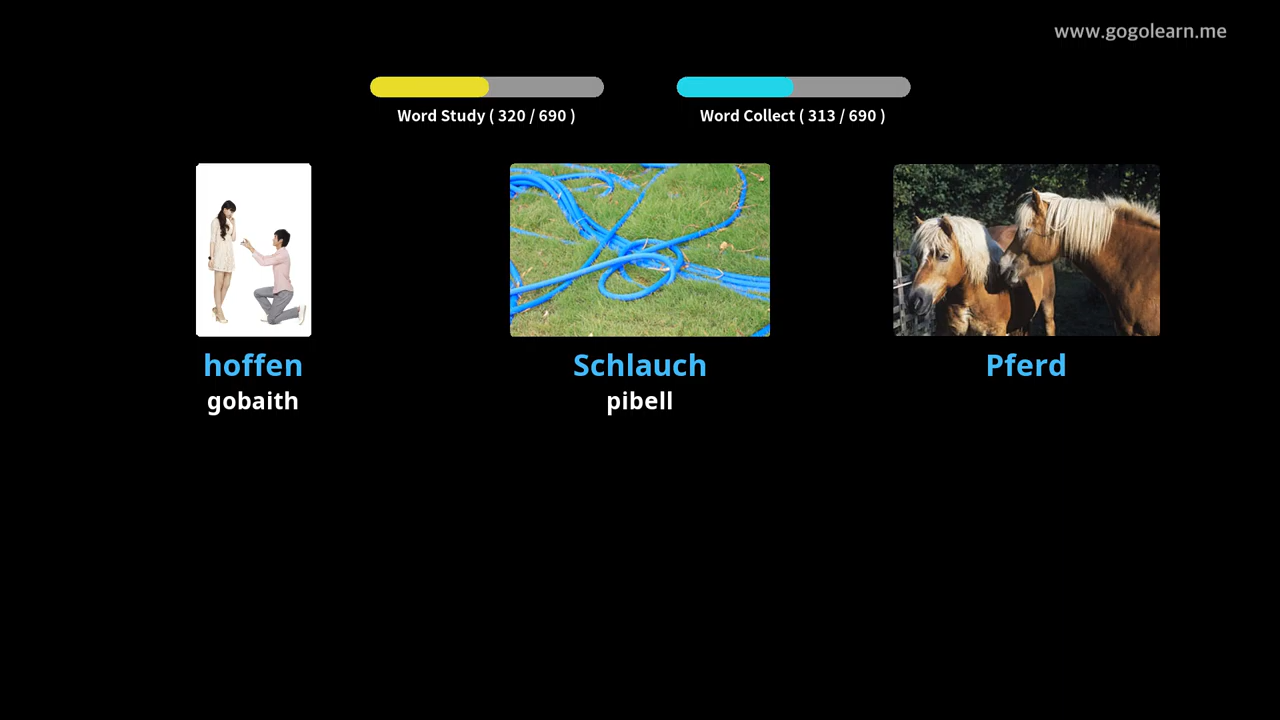 www.gogolearn.me
Word Study ( 320 / 690 )
Word Collect ( 313 / 690 )
hoffen
gobaith
Schlauch
pibell
Pferd